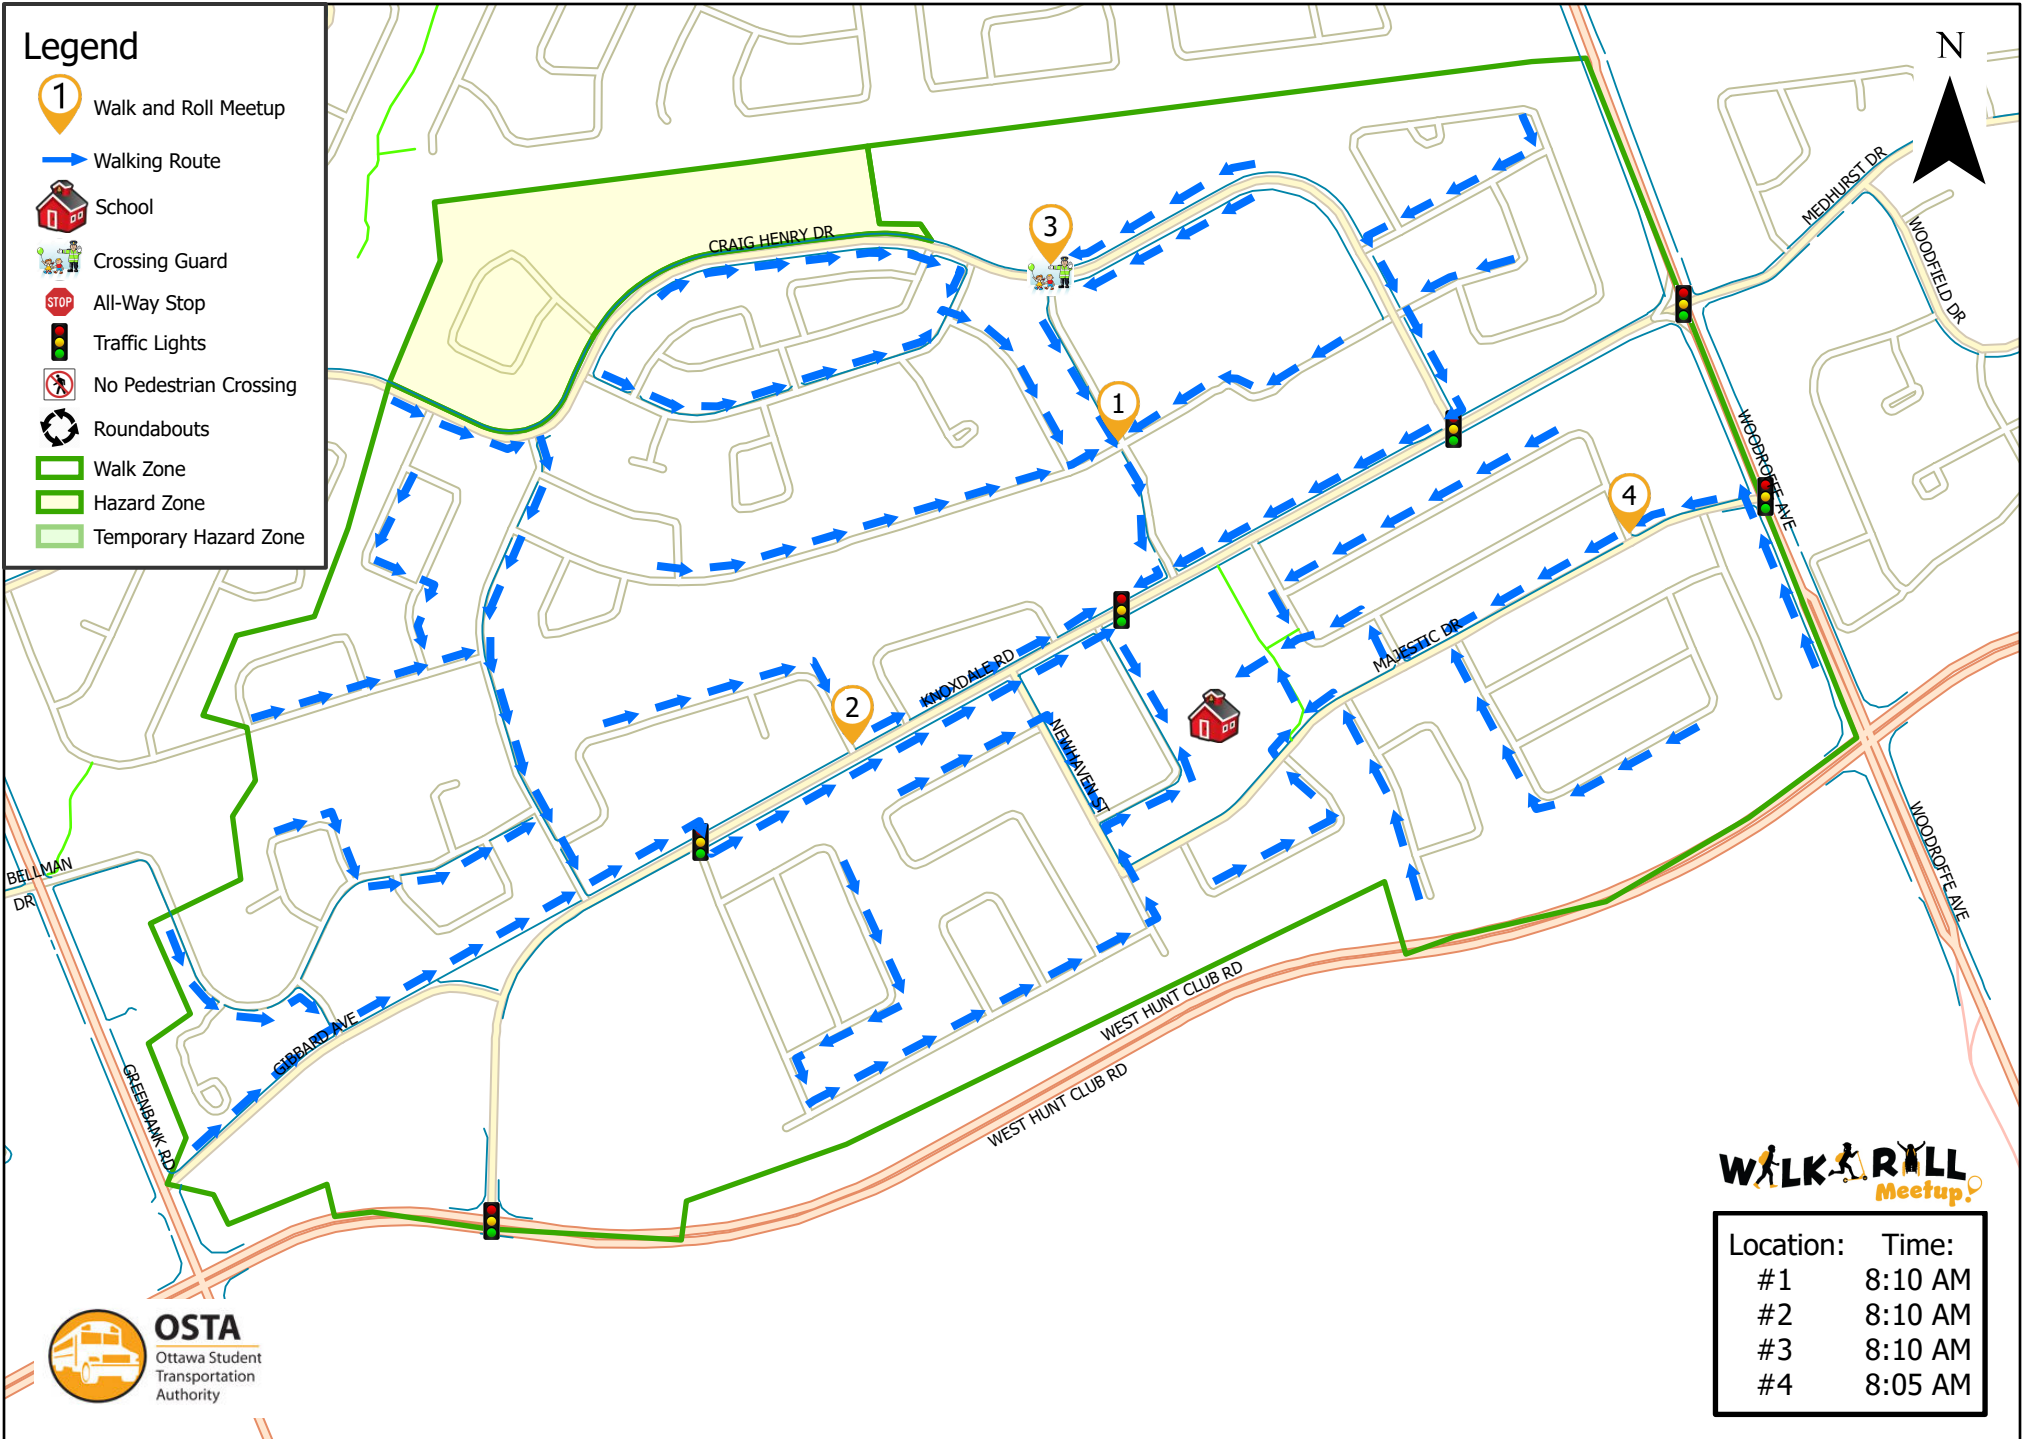 Legend
1 Walk and Roll Meetup
Walking Route
School
Crossing Guard
STOP All-Way Stop
Traffic Lights
No Pedestrian Crossing
Roundabouts
Walk Zone
Hazard Zone
Temporary Hazard Zone
N
MEDHURST DR
WOODFIELD DR
CRAIG HENRY DR
3
1
4
WOODROFFE AVE
MAJESTIC DR
KNOXDALE RD
2
NEWHAVEN ST
BELLMAN
DR
WOODROFFE AVE
GIBBARD AVE
GREENBANK RD
WEST HUNT CLUB RD
WEST HUNT CLUB RD
WALK & ROLL
Meetup!
Location: Time:
#1 8:10 AM
#2 8:10 AM
#3 8:10 AM
#4 8:05 AM
OSTA
Ottawa Student
Transportation
Authority